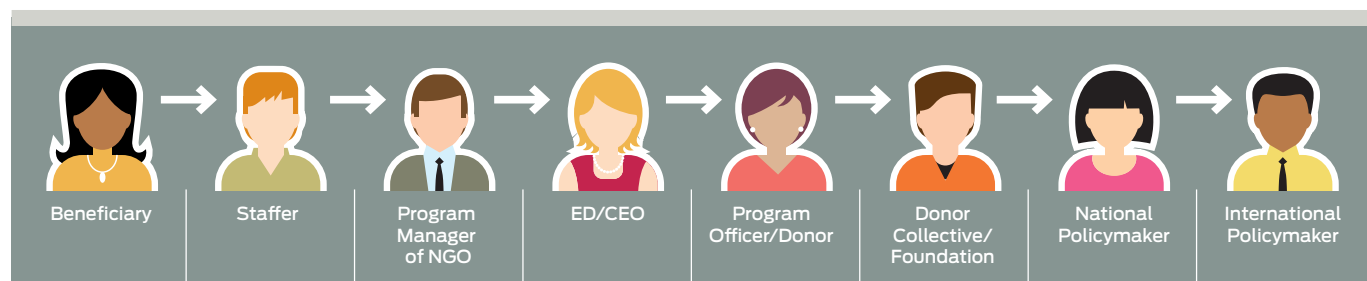 Beneficiary
Staffer
Program
Manager
of NGO
ED/CEO
Program
Officer/Donor
Donor
Collective/
Foundation
National
Policymaker
International
Policymaker